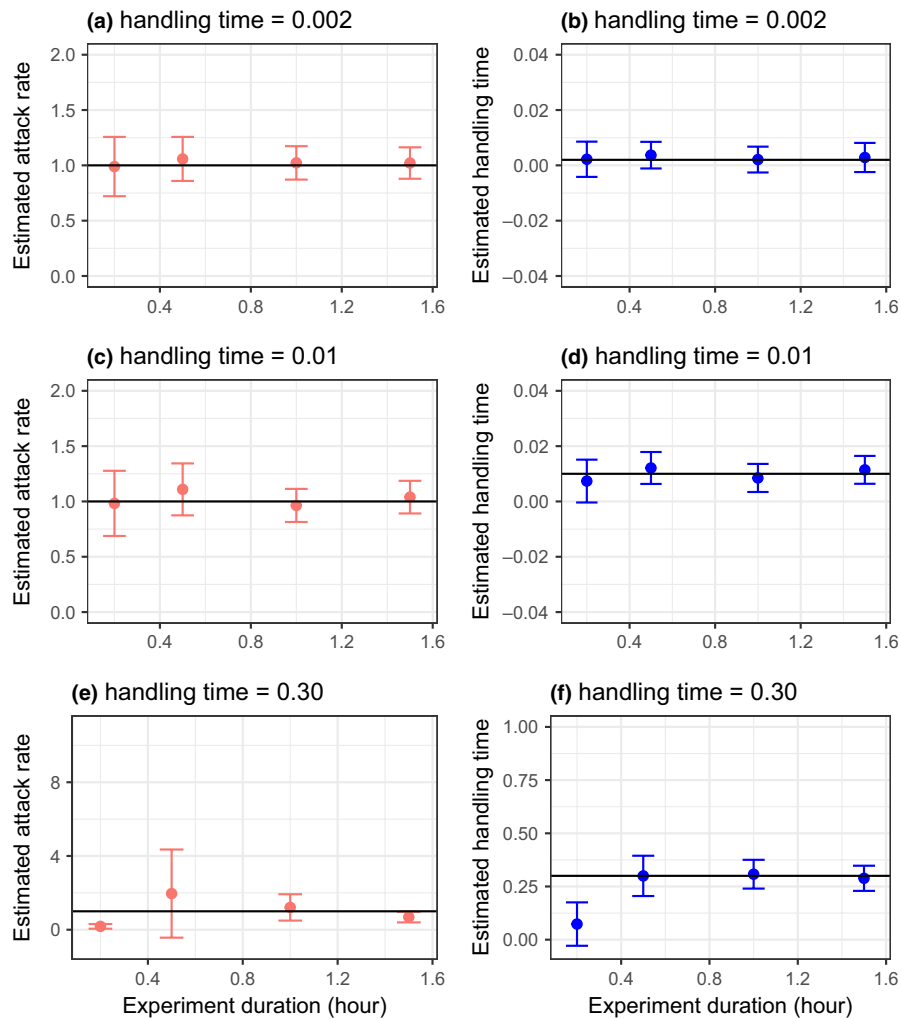 (a) handling time = 0.002
Estimated attack rate
2.0
1.5
1.0
0.5
0.0
0.4 0.8 1.2 1.6
(b) handling time = 0.002
Estimated handling time
0.04
0.02
0.00
−0.02
−0.04
0.4 0.8 1.2 1.6
(c) handling time = 0.01
Estimated attack rate
2.0
1.5
1.0
0.5
0.0
0.4 0.8 1.2 1.6
(d) handling time = 0.01
Estimated handling time
0.04
0.02
0.00
−0.02
−0.04
0.4 0.8 1.2 1.6
(e) handling time = 0.30
Estimated attack rate
8
4
0
0.4 0.8 1.2 1.6
Experiment duration (hour)
(f) handling time = 0.30
Estimated handling time
1.00
0.75
0.50
0.25
0.00
0.4 0.8 1.2 1.6
Experiment duration (hour)